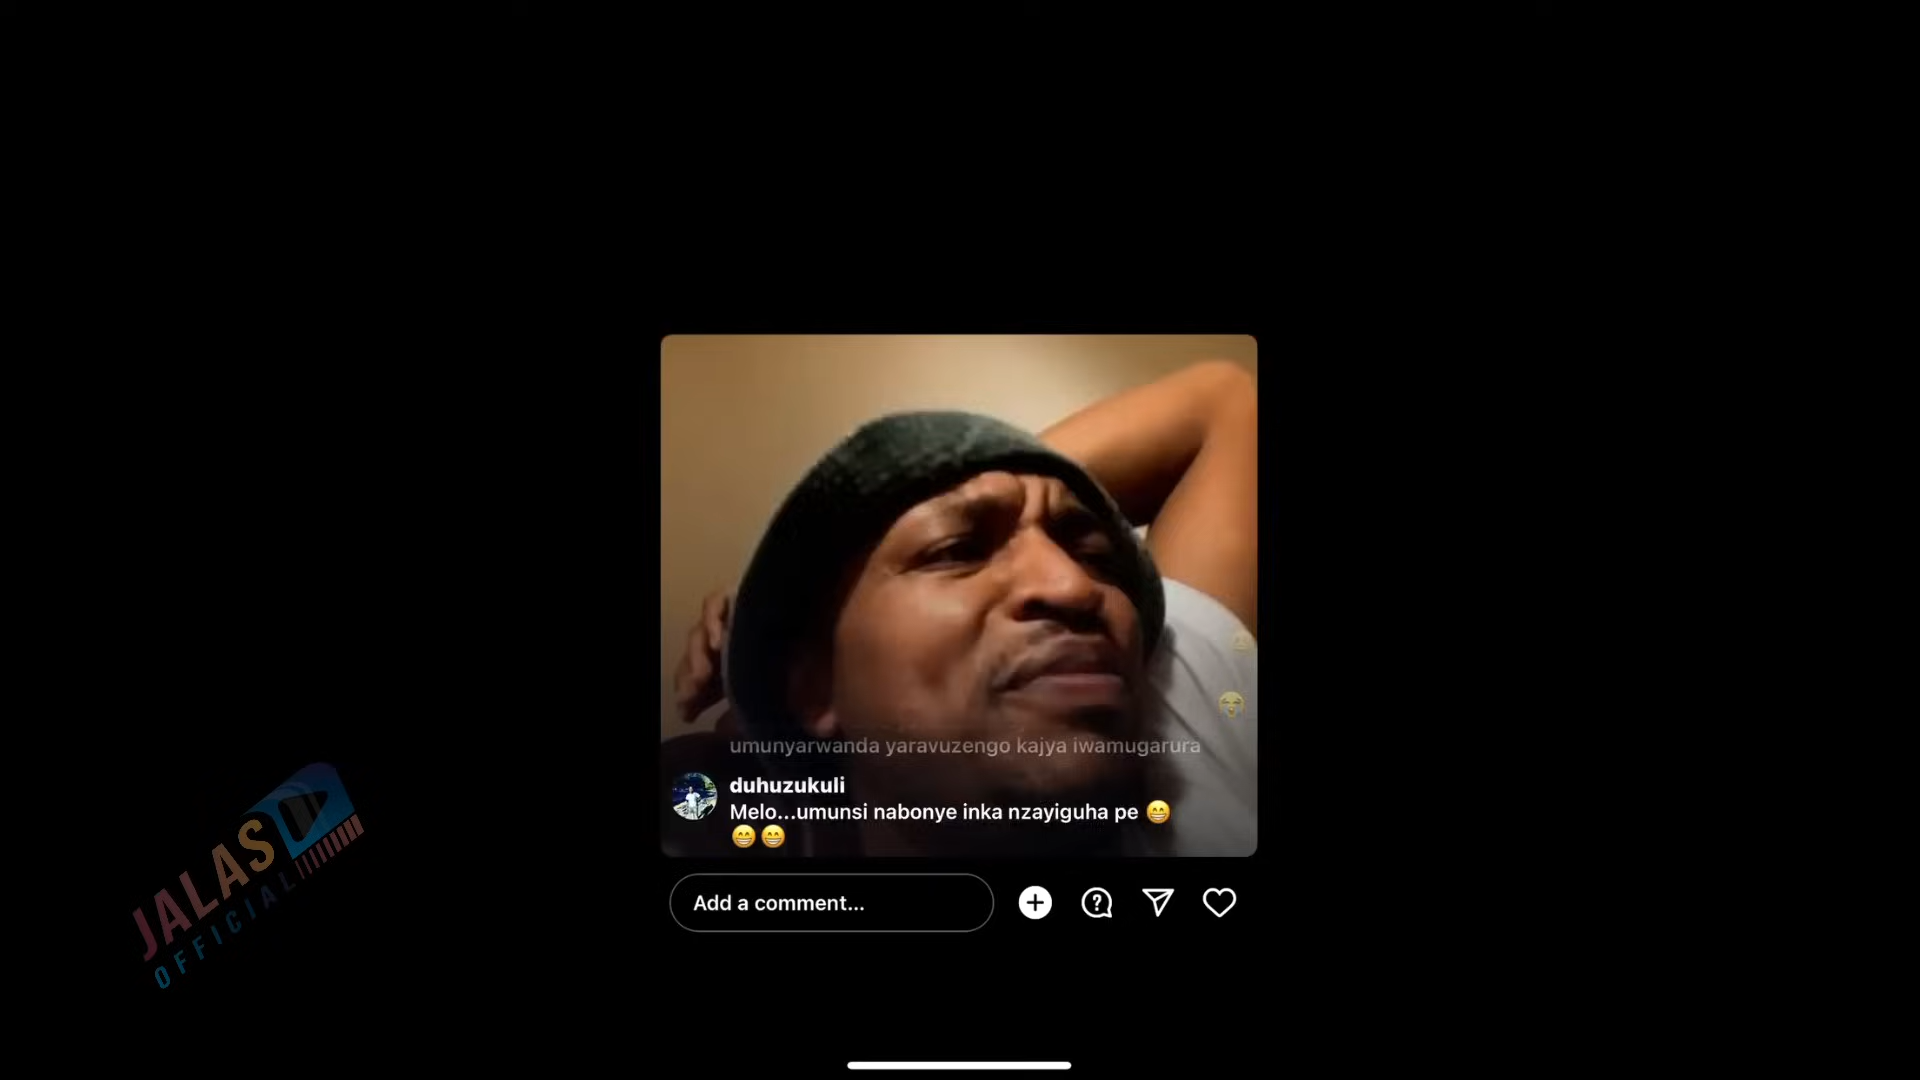 umunyarwanda yaravuzengo kajya iwamugarura
duhuzukuli
Melo...umunsi nabonye inka nzayiguha pe 😁
😁😁
Add a comment...
JALAS
OFFICIAL